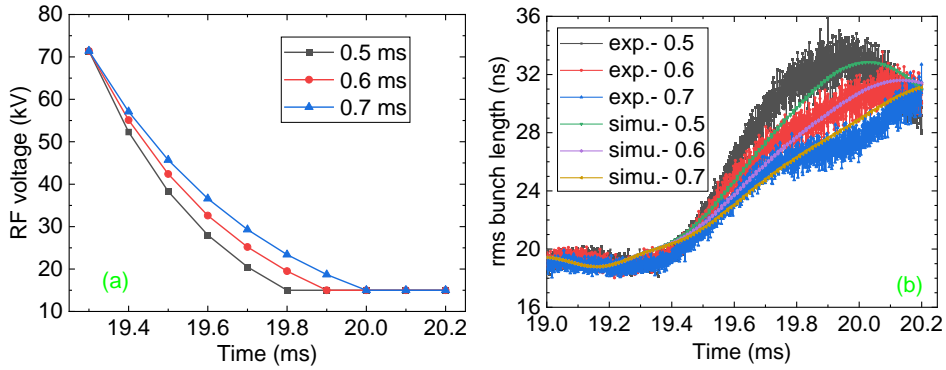 80
70
60
50
40
30
20
10
RF voltage (kV)
0.5 ms
0.6 ms
0.7 ms
(a)
19.4 19.6 19.8 20.0 20.2
Time (ms)
36
32
28
24
20
16
rms bunch length (ns)
exp.- 0.5
exp.- 0.6
exp.- 0.7
simu.- 0.5
simu.- 0.6
simu.- 0.7
(b)
19.0 19.2 19.4 19.6 19.8 20.0 20.2
Time (ms)